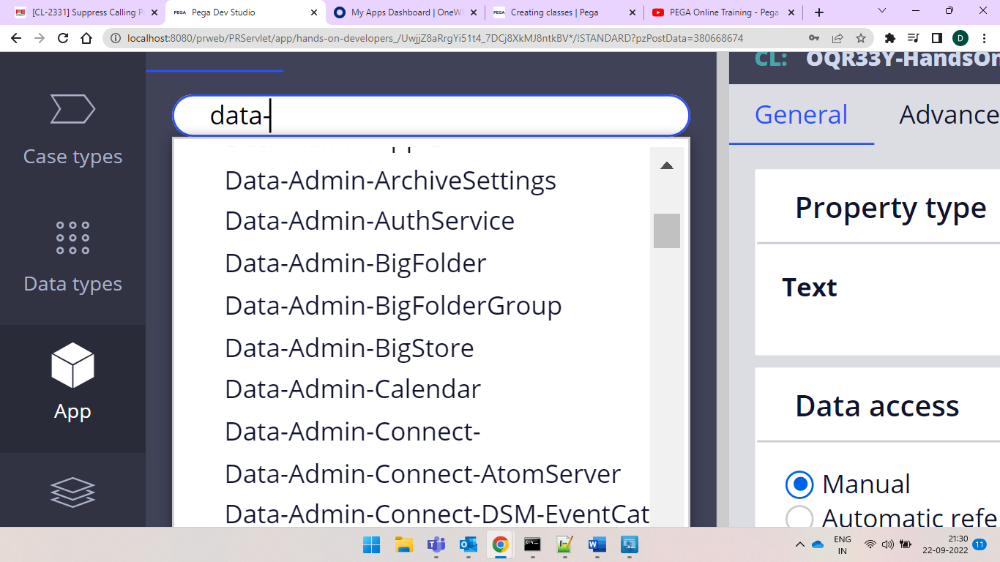 [CL-2331] Suppress Calling P
PEGA Pega Dev Studio
My Apps Dashboard | OneW
PEGA Creating classes | Pega
PEGA Online Training - Pega
localhost:8080/prweb/PRServlet/app/hands-on-developers_/UwjjZ8aRrgYi51t4_7DCj8XkMJ8ntkBV*/!STANDARD?pzPostData=380668674
D
CL: OQR33Y-HandsOn
data-
General Advance
Case types
Data-Admin-ArchiveSettings
Data-Admin-AuthService
Property type
Data-Admin-BigFolder
Data types
Text
Data-Admin-BigFolderGroup
Data-Admin-BigStore
Data-Admin-Calendar
App
Data access
Data-Admin-Connect-
Data-Admin-Connect-AtomServer
Manual
Data-Admin-Connect-DSM-EventCat
Automatic refe
ENG
IN
21:30
22-09-2022
11